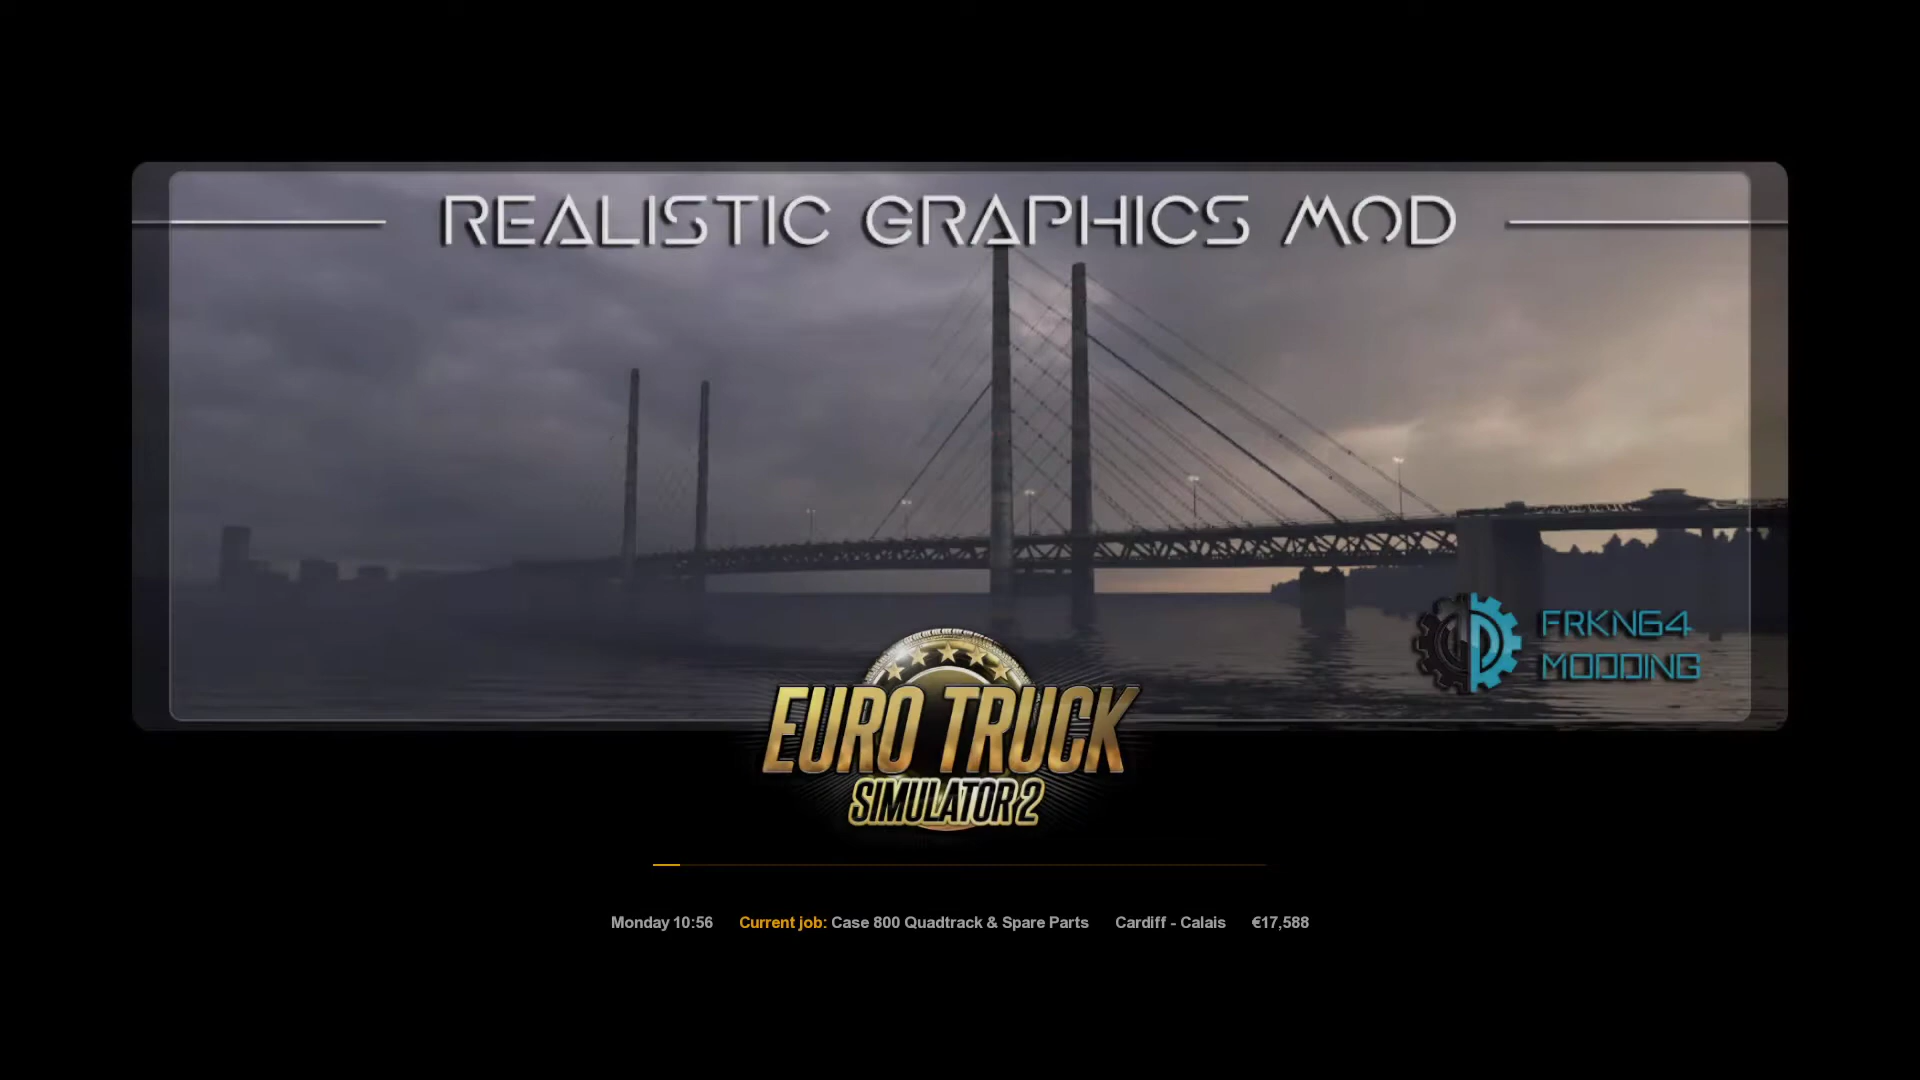 REALISTIC GRAPHICS MOD
FRKN64
MODDING
EURO TRUCK
SIMULATOR 2
Monday 10:56 Current job: Case 800 Quadtrack & Spare Parts Cardiff - Calais €17,588